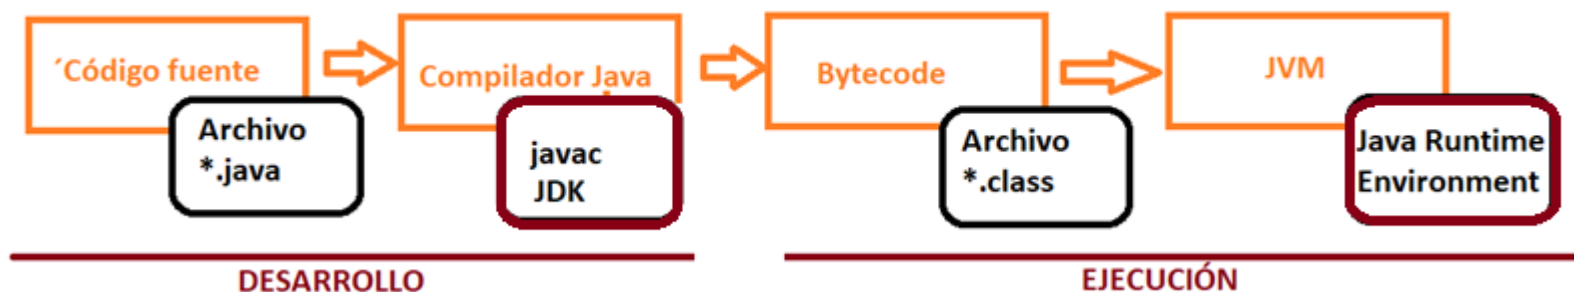 ´Código fuente
Archivo
*.java
Compilador Java
javac
JDK
Bytecode
Archivo
*.class
JVM
Java Runtime
Environment
DESARROLLO
EJECUCIÓN